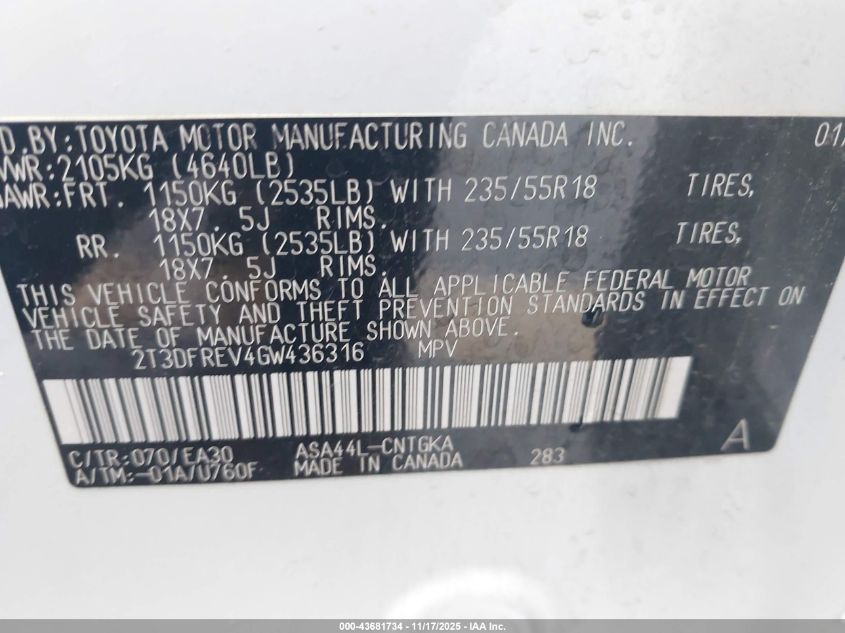 D.BY:TOYOTA MOTOR MANUFACTURING CANADA INC. 01/
VWR:2105KG (4640LB)
AWR:FRT. 1150KG (2535LB) WITH 235/55R18 TIRES,
18X7.5J RIMS.
RR. 1150KG (2535LB) WITH 235/55R18 TIRES,
18X7.5J RIMS.
THIS VEHICLE CONFORMS TO ALL APPLICABLE FEDERAL MOTOR
VEHICLE SAFETY AND THEFT PREVENTION STANDARDS IN EFFECT ON
THE DATE OF MANUFACTURE SHOWN ABOVE.
2T3DFREV4GW436316 MPV
C/TR:070/EA30 ASA44L-CNTGKA A
A/TM:-01A/U760F MADE IN CANADA 283
000-43681734 - 11/17/2025 - IAA Inc.